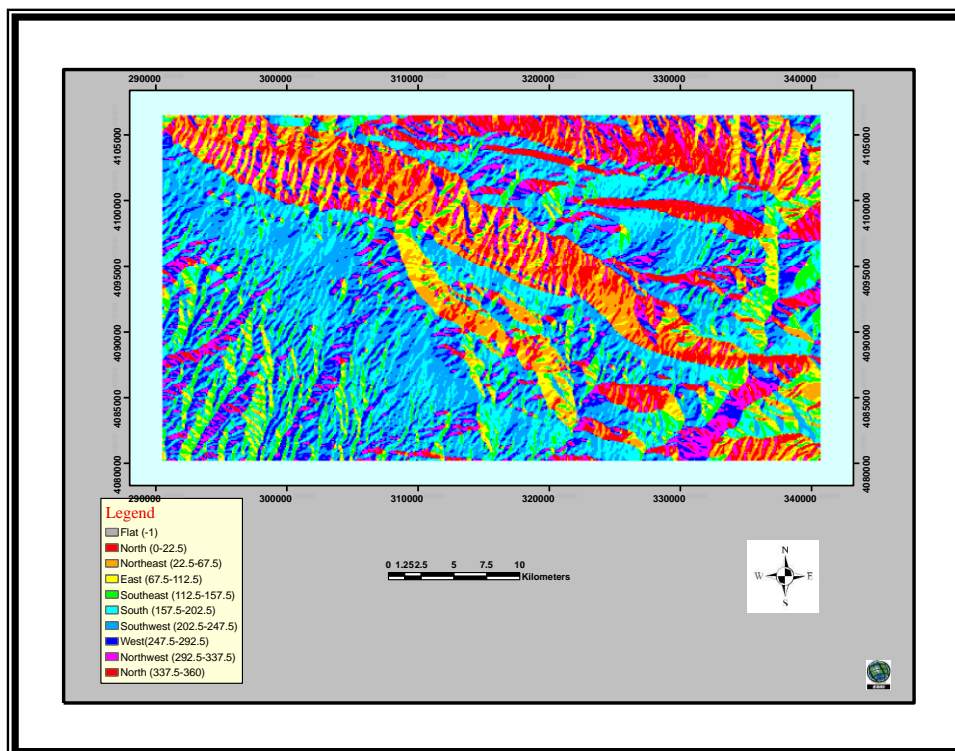 290000 300000 310000 320000 330000 340000
4105000 4105000
4100000 4100000
4095000 4095000
4090000 4090000
4085000 4085000
4080000 4080000
290000 300000 310000 320000 330000 340000
Legend
Flat (-1)
North (0-22.5)
Northeast (22.5-67.5)
East (67.5-112.5)
Southeast (112.5-157.5)
South (157.5-202.5)
Southwest (202.5-247.5)
West(247.5-292.5)
Northwest (292.5-337.5)
North (337.5-360)
0 1.252.5 5 7.5 10
Kilometers
N
W E
S